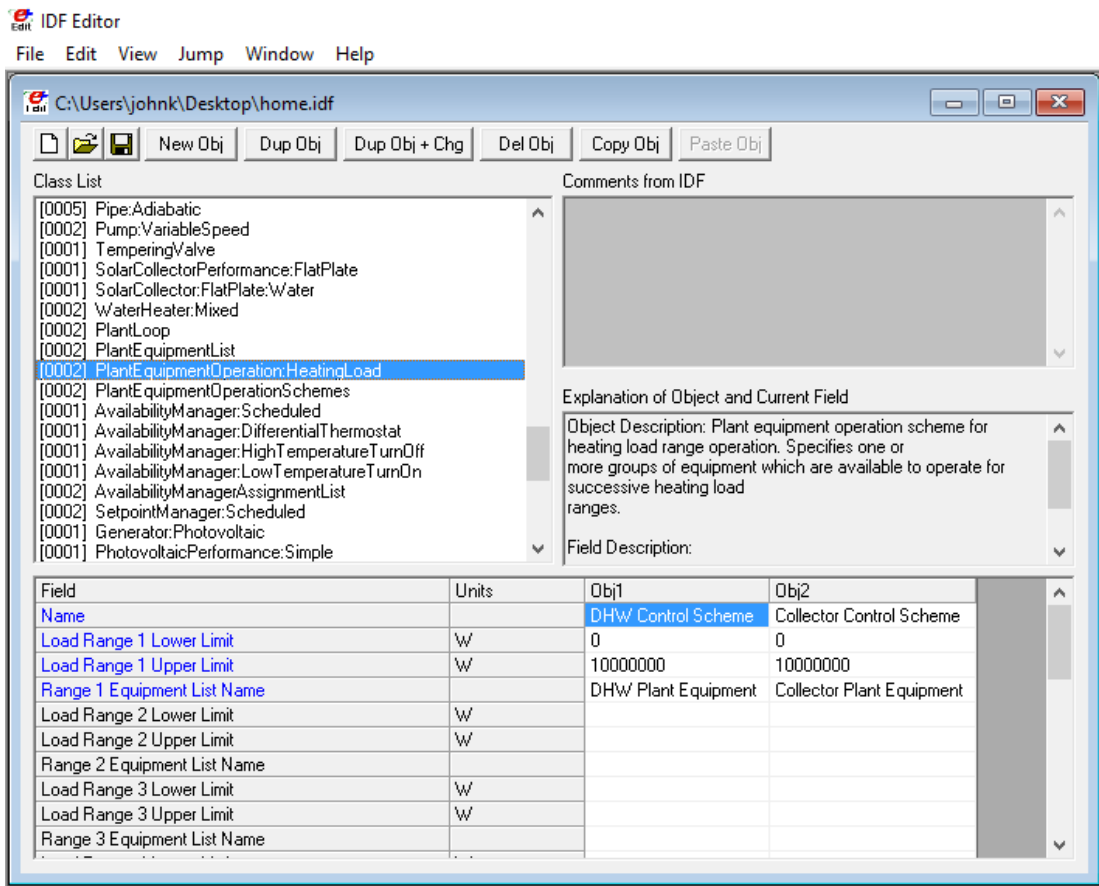 IDF Editor
File Edit View Jump Window Help
C:\Users\johnk\Desktop\home.idf
New Obj Dup Obj Dup Obj + Chg Del Obj Copy Obj Paste Obj
Class List
[0005] Pipe:Adiabatic
[0002] Pump:VariableSpeed
[0001] TemperingValve
[0001] SolarCollectorPerformance:FlatPlate
[0001] SolarCollector:FlatPlate:Water
[0002] WaterHeater:Mixed
[0002] PlantLoop
[0002] PlantEquipmentList
[0002] PlantEquipmentOperation:HeatingLoad
[0002] PlantEquipmentOperationSchemes
[0001] AvailabilityManager:Scheduled
[0001] AvailabilityManager:DifferentialThermostat
[0001] AvailabilityManager:HighTemperatureTurnOff
[0001] AvailabilityManager:LowTemperatureTurnOn
[0002] AvailabilityManagerAssignmentList
[0002] SetpointManager:Scheduled
[0001] Generator:Photovoltaic
[0001] PhotovoltaicPerformance:Simple
Comments from IDF
Explanation of Object and Current Field
Object Description: Plant equipment operation scheme for
heating load range operation. Specifies one or
more groups of equipment which are available to operate for
successive heating load
ranges.
Field Description:
Field Units Obj1 Obj2
Name DHW Control Scheme Collector Control Scheme
Load Range 1 Lower Limit W 0 0
Load Range 1 Upper Limit W 10000000 10000000
Range 1 Equipment List Name DHW Plant Equipment Collector Plant Equipment
Load Range 2 Lower Limit W
Load Range 2 Upper Limit W
Range 2 Equipment List Name
Load Range 3 Lower Limit W
Load Range 3 Upper Limit W
Range 3 Equipment List Name